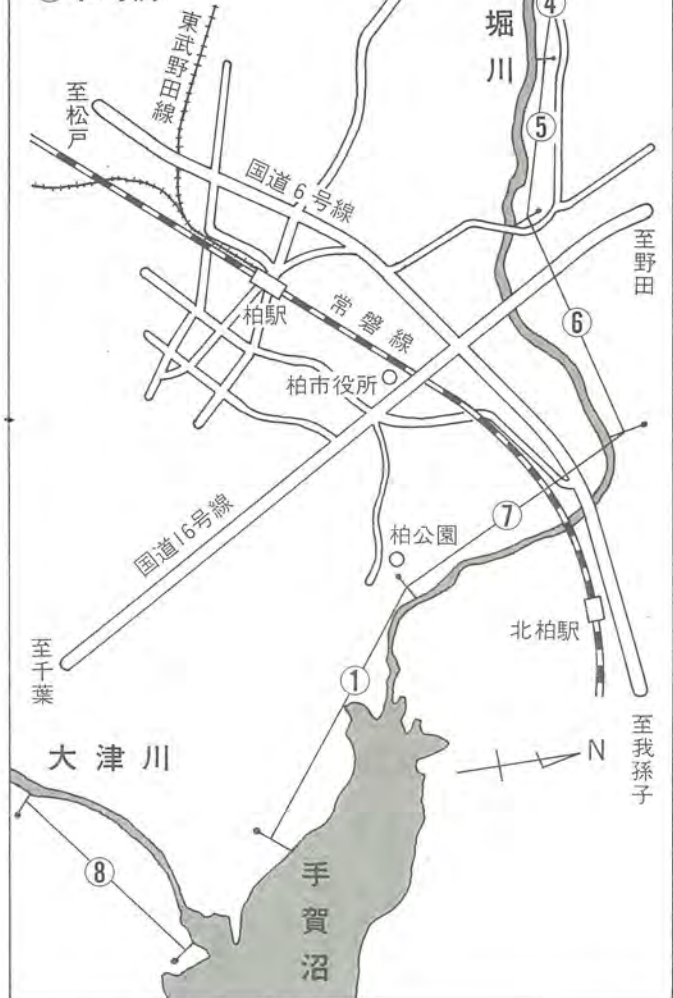 ④
堀川
⑤
東武野田線
至松戸
国道6号線
至野田
柏駅
常磐線
⑥
柏市役所
国道16号線
⑦
柏公園
北柏駅
至千葉
①
至我孫子
大津川
N
⑧
手賀沼